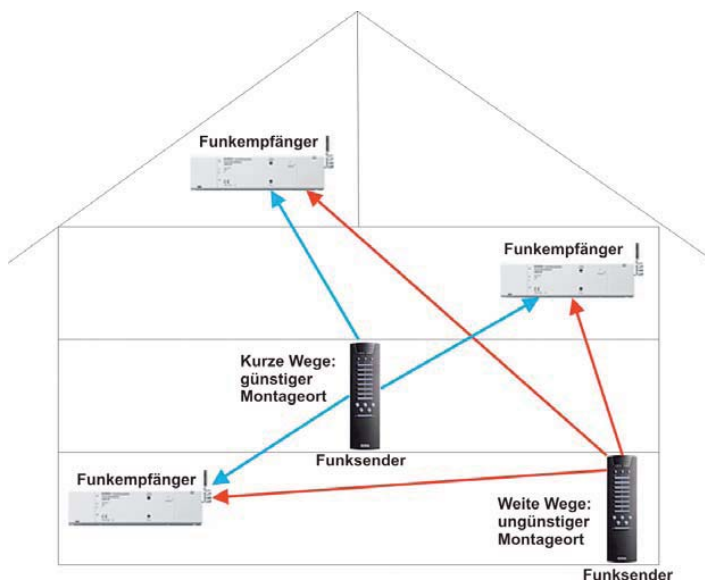 Funkempfänger
Funkempfänger
Kurze Wege:
günstiger
Montageort
Funksender
Funkempfänger
Weite Wege:
ungünstiger
Montageort
Funksender